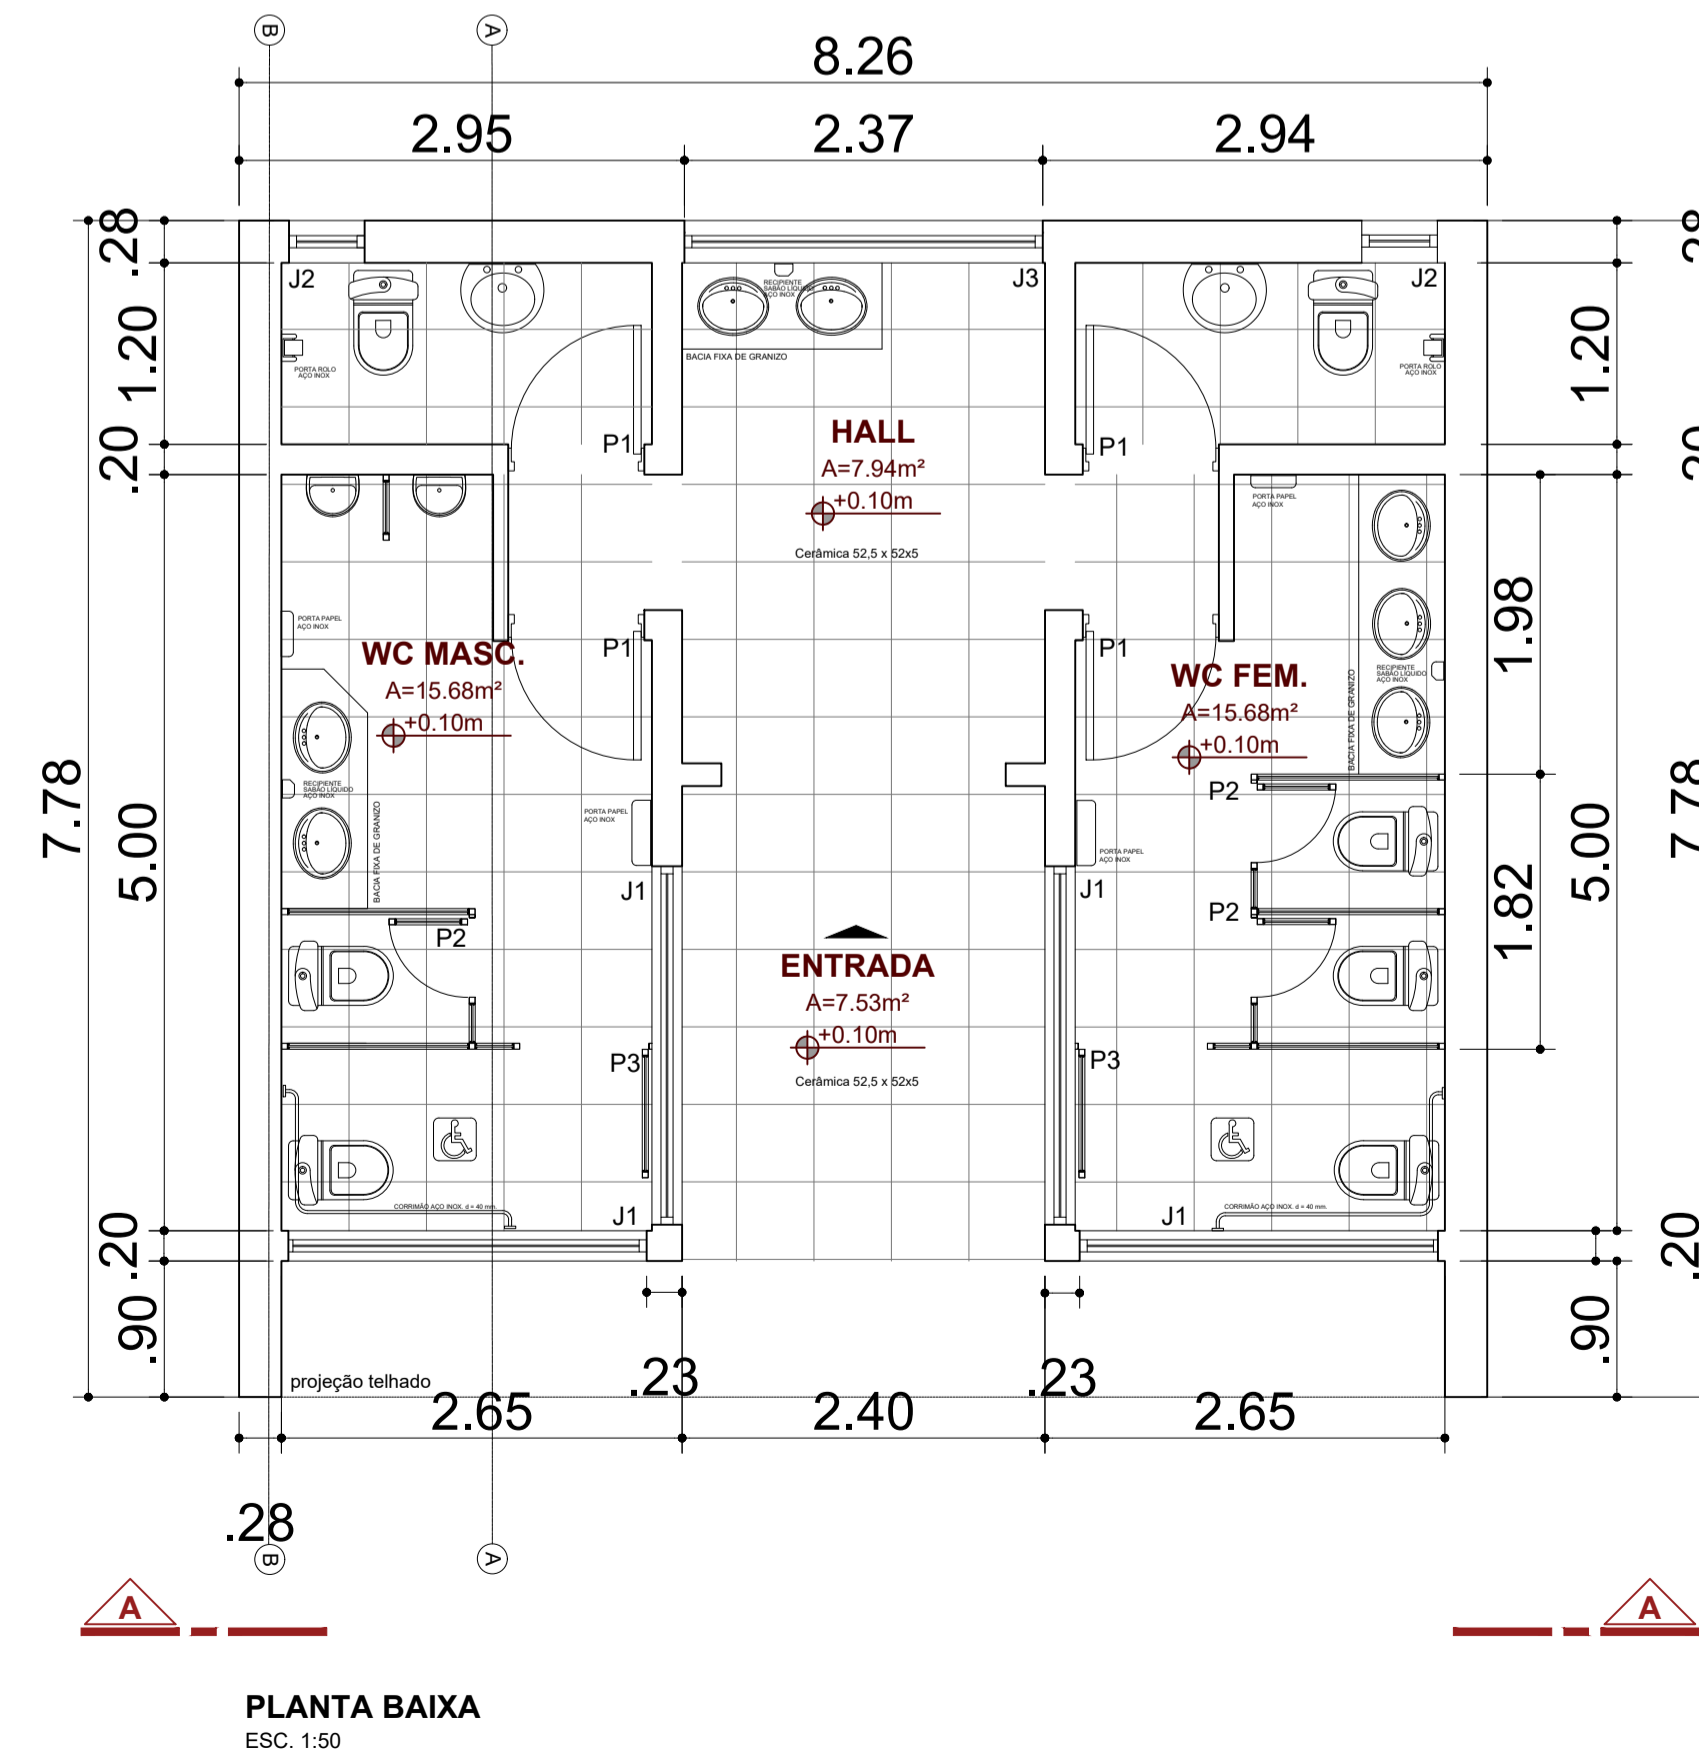 B
A
8.26
2.95
2.37
2.94
.28
1.20
.20
5.00
7.78
.20
.90
J2
PORTA ROLO
AÇO INOX
P1
RECIPIENTE
SABÃO LÍQUIDO
AÇO INOX
BACIA FIXA DE GRANIZO
J3
HALL
A=7.94m²
+0.10m
Cerâmica 52,5 x 52x5
J2
PORTA ROLO
AÇO INOX
P1
PORTA PAPEL
AÇO INOX
PORTA PAPEL
AÇO INOX
WC MASC.
A=15.68m²
+0.10m
P1
RECIPIENTE
SABÃO LÍQUIDO
AÇO INOX
BACIA FIXA DE GRANIZO
PORTA PAPEL
AÇO INOX
J1
P2
P3
CORRIMÃO AÇO INOX. d = 40 mm.
J1
ENTRADA
A=7.53m²
+0.10m
Cerâmica 52,5 x 52x5
P1
WC FEM.
A=15.68m²
+0.10m
RECIPIENTE
SABÃO LÍQUIDO
AÇO INOX
BACIA FIXA DE GRANIZO
P2
PORTA PAPEL
AÇO INOX
J1
P2
P3
J1
CORRIMÃO AÇO INOX. d = 40 mm.
1.20
1.98
1.82
5.00
.90
.28
.20
7.78
.20
projeção telhado
.23
.23
2.65
2.40
2.65
.28
B
A
A
A
PLANTA BAIXA
ESC. 1:50